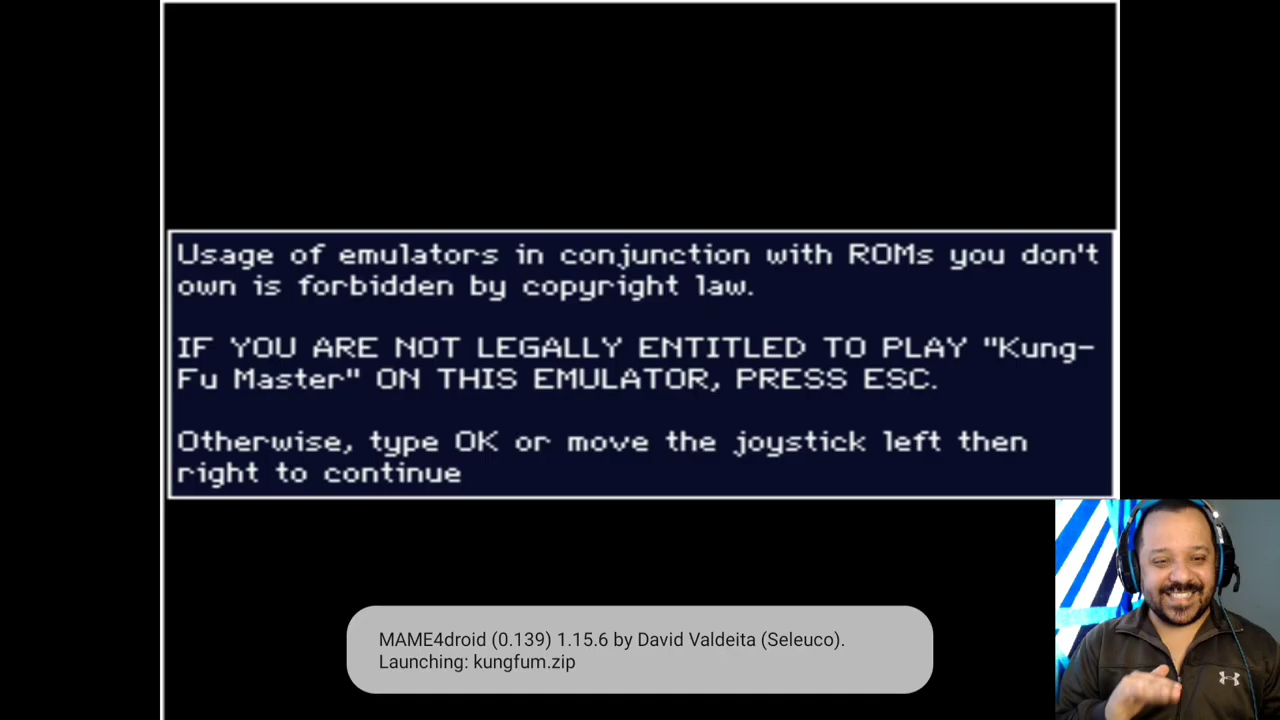 Usage of emulators in conjunction with ROMs you don't
own is forbidden by copyright law.
IF YOU ARE NOT LEGALLY ENTITLED TO PLAY "Kung-
Fu Master" ON THIS EMULATOR, PRESS ESC.
Otherwise, type OK or move the joystick left then
right to continue
MAME4droid (0.139) 1.15.6 by David Valdeita (Seleuco).
Launching: kungfum.zip